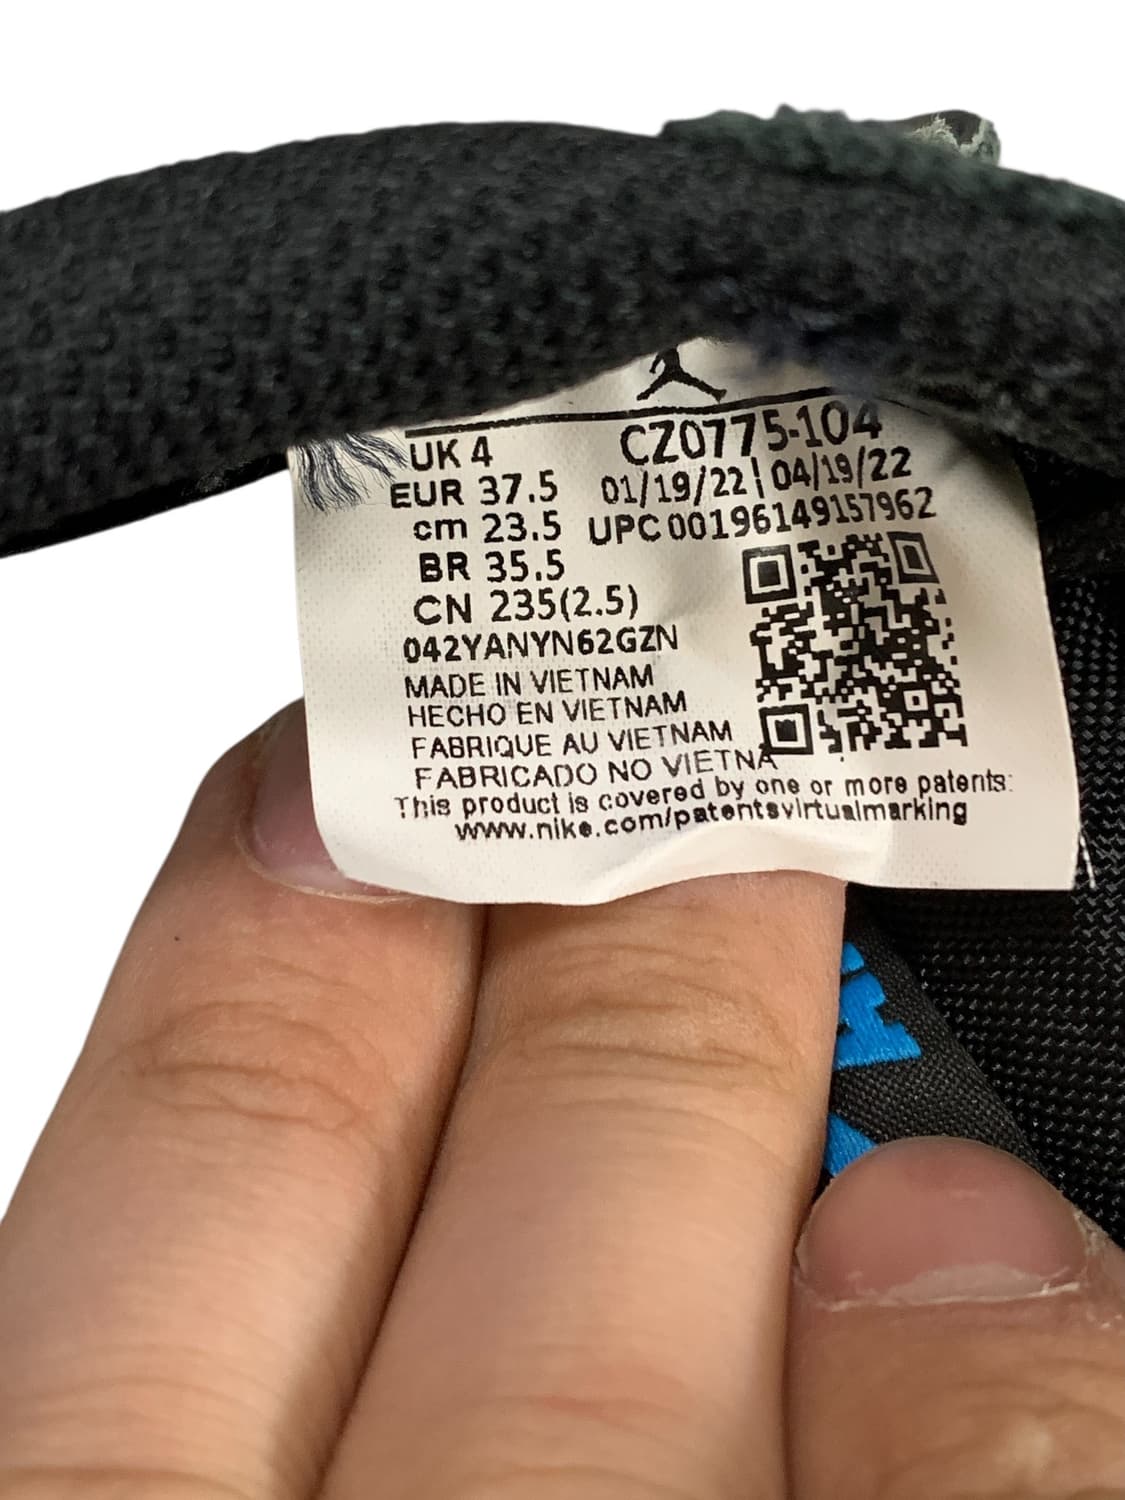 UK 4
EUR 37.5
cm 23.5
BR 35.5
CN 235(2.5)
CZ0775-104
01/19/22 | 04/19/22
UPC 00196149157962
042YANYN62GZN
MADE IN VIETNAM
HECHO EN VIETNAM
FABRIQUE AU VIETNAM
FABRICADO NO VIETNA
This product is covered by one or more patents:
www.nike.com/patentsvirtualmarking